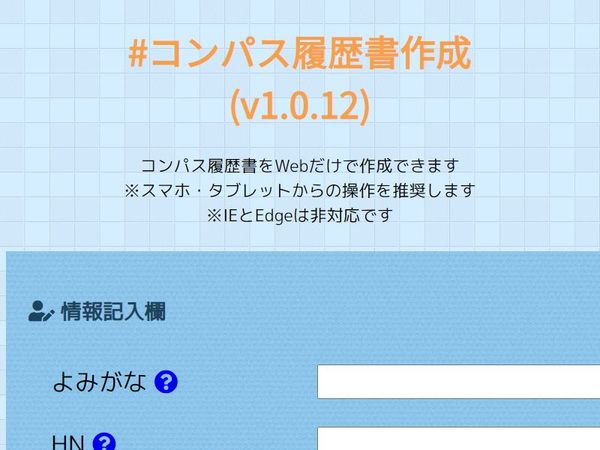 #コンパス履歴書作成
(v1.0.12)
コンパス履歴書をWebだけで作成できます
※スマホ・タブレットからの操作を推奨します
※IEとEdgeは非対応です
情報記入欄
よみがな ?
HN ?